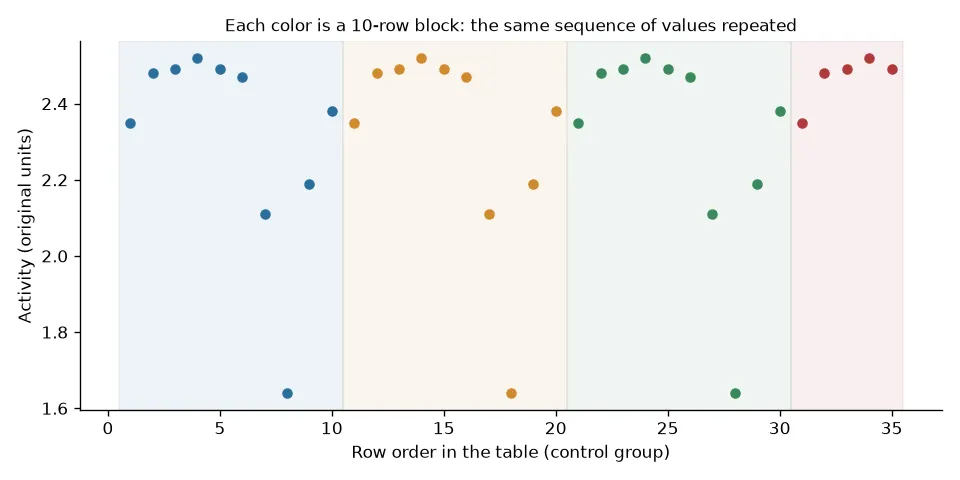 Each color is a 10-row block: the same sequence of values repeated
Activity (original units)
2.4
2.2
2.0
1.8
1.6
0 5 10 15 20 25 30 35
Row order in the table (control group)